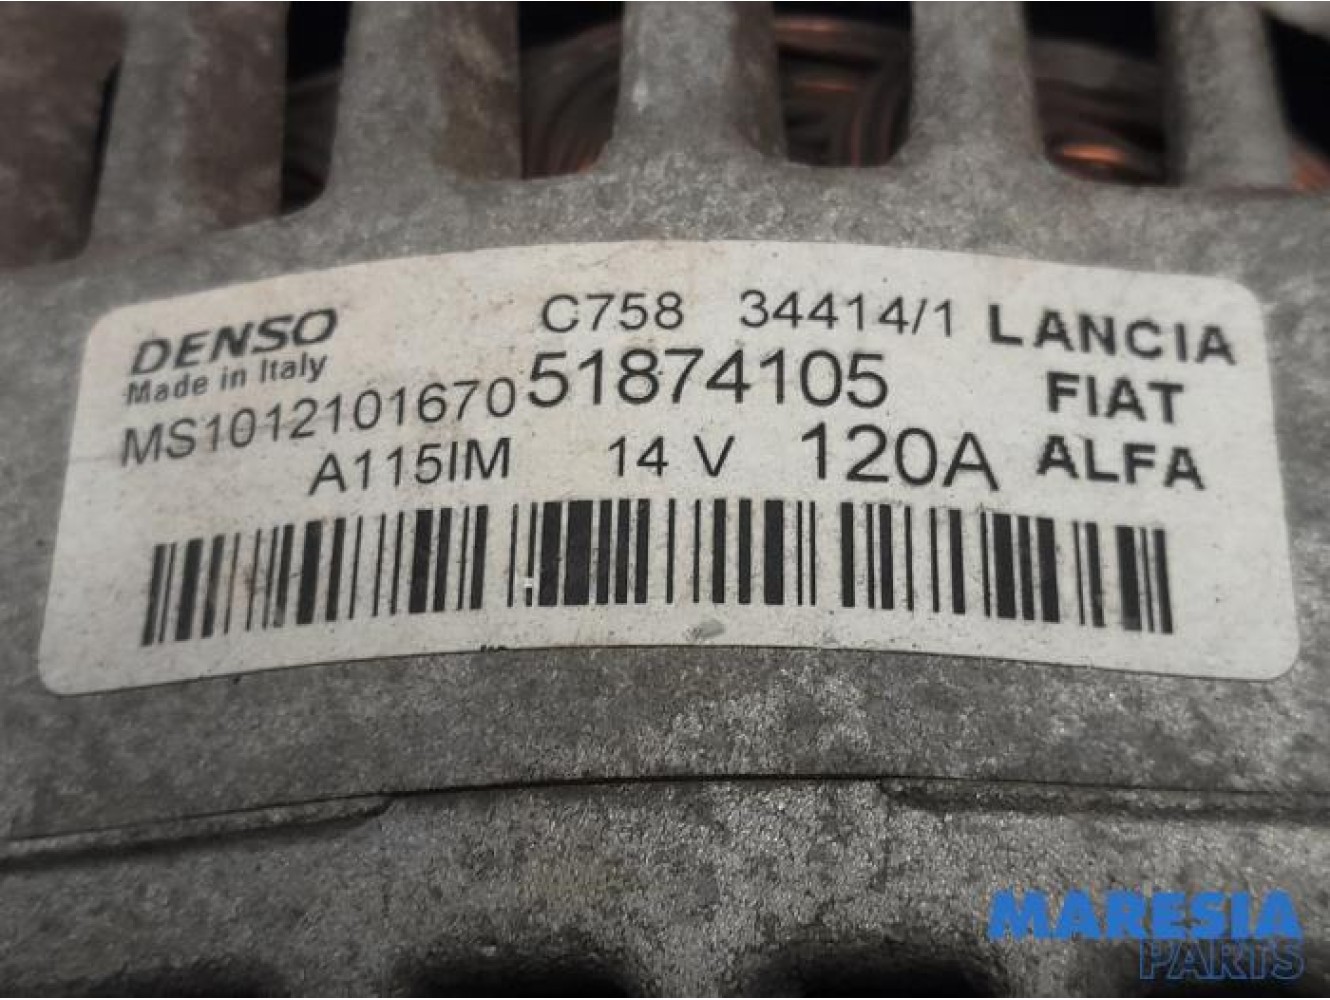 DENSO C758 34414/1 LANCIA
Made in Italy 51874105 FIAT
MS1012101670
A115IM 14 V 120A ALFA
MARESIA
PARTS